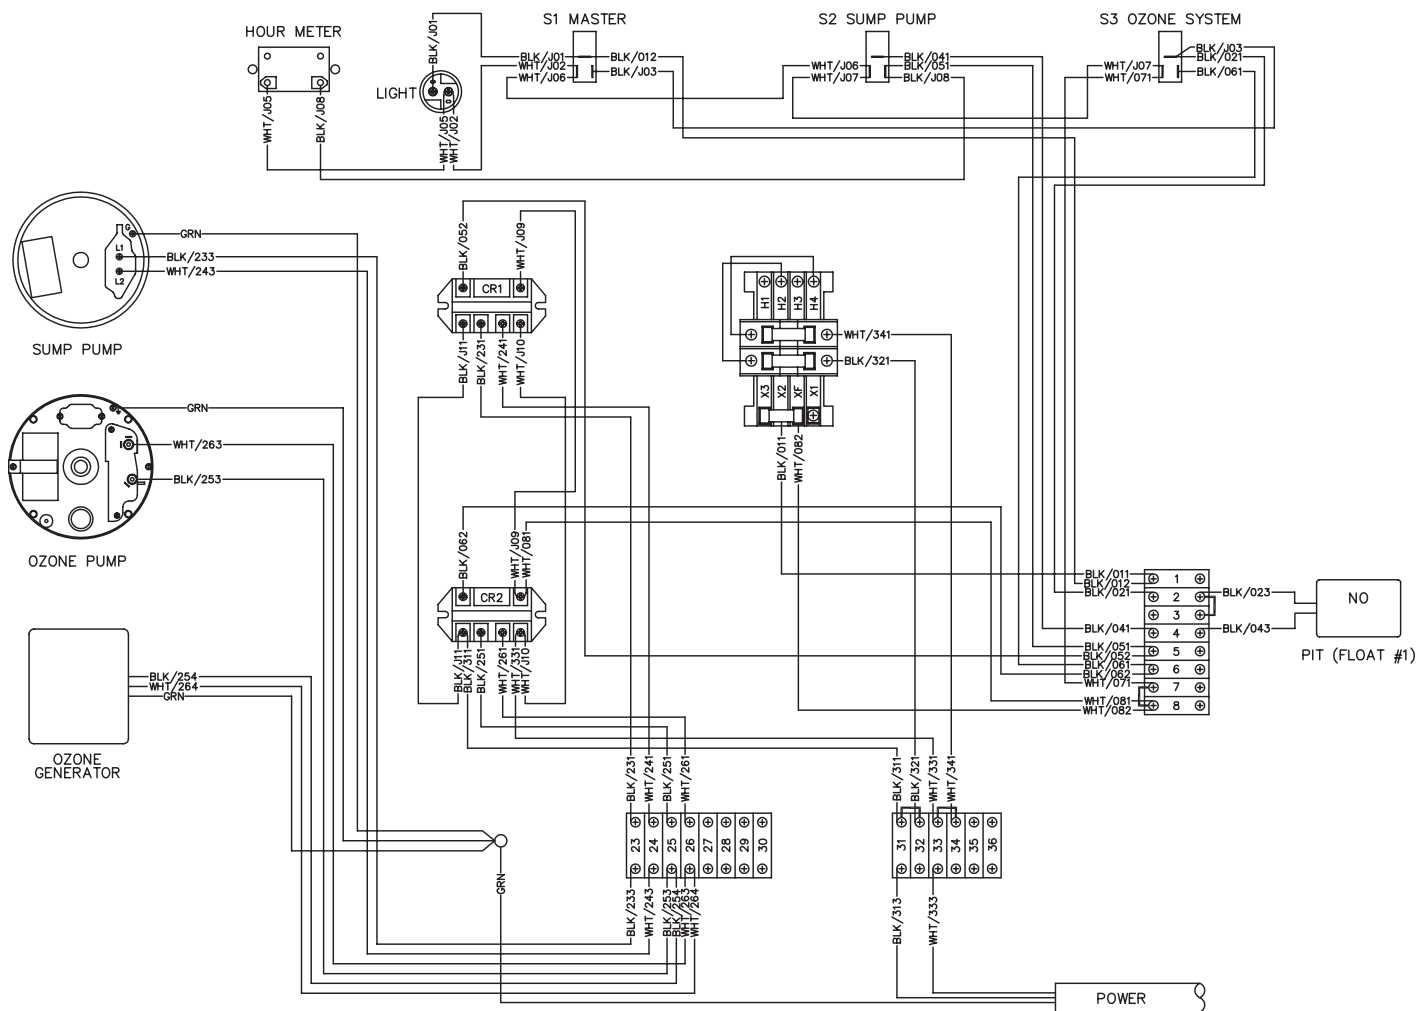 S1 MASTER
S2 SUMP PUMP
S3 OZONE SYSTEM
HOUR METER
BLK/J01
BLK/J01
BLK/012
WHT/J02
WHT/J06
BLK/J03
WHT/J06
WHT/J07
BLK/041
BLK/051
BLK/J08
BLK/J03
BLK/021
WHT/J07
WHT/071
BLK/061
LIGHT
WHT/J05
BLK/J08
WHT/J05
WHT/J02
G
L1
L2
GRN
BLK/233
WHT/243
SUMP PUMP
BLK/052
WHT/J09
CR1
BLK/J11
BLK/231
WHT/241
WHT/J10
H1
H2
H3
H4
WHT/341
BLK/321
X3
X2
XF
X1
BLK/011
WHT/082
GRN
WHT/263
BLK/253
OZONE PUMP
BLK/062
WHT/J09
WHT/081
CR2
BLK/J11
BLK/311
BLK/251
WHT/261
WHT/331
WHT/J10
BLK/011
BLK/012
BLK/021
BLK/041
BLK/051
BLK/052
BLK/061
BLK/062
WHT/071
WHT/081
WHT/082
1
2
3
4
5
6
7
8
BLK/023
BLK/043
NO
PIT (FLOAT #1)
BLK/254
WHT/264
GRN
OZONE
GENERATOR
BLK/231
WHT/241
BLK/251
WHT/261
23
24
25
26
27
28
29
30
BLK/233
WHT/243
BLK/253
BLK/254
WHT/263
WHT/264
GRN
BLK/311
BLK/321
WHT/331
WHT/341
31
32
33
34
35
36
BLK/313
WHT/333
POWER